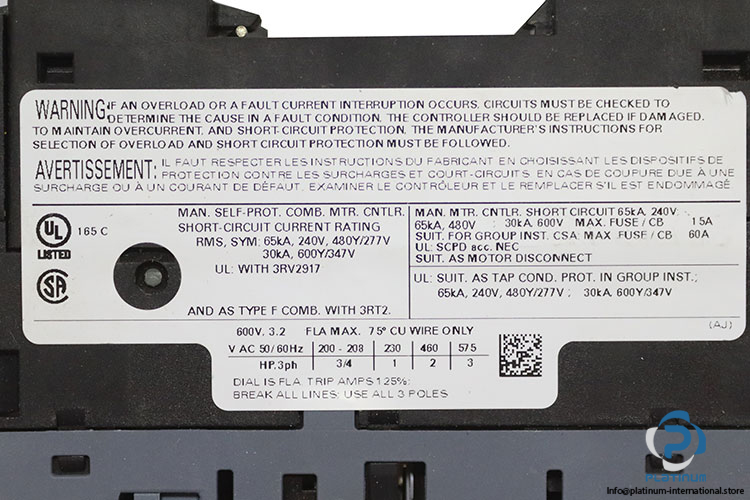 WARNING: IF AN OVERLOAD OR A FAULT CURRENT INTERRUPTION OCCURS, CIRCUITS MUST BE CHECKED TO
DETERMINE THE CAUSE IN A FAULT CONDITION. THE CONTROLLER SHOULD BE REPLACED IF DAMAGED.
TO MAINTAIN OVERCURRENT, AND SHORT-CIRCUIT PROTECTION, THE MANUFACTURER'S INSTRUCTIONS FOR
SELECTION OF OVERLOAD AND SHORT CIRCUIT PROTECTION MUST BE FOLLOWED.
AVERTISSEMENT: IL FAUT RESPECTER LES INSTRUCTIONS DU FABRICANT EN CHOISISSANT LES DISPOSITIFS DE
PROTECTION CONTRE LES SURCHARGES ET COURT-CIRCUITS. EN CAS DE COUPURE DUE À UNE
SURCHARGE OU À UN COURANT DE DÉFAUT, EXAMINER LE CONTRÔLEUR ET LE REMPLACER S'IL EST ENDOMMAGÉ
UL
LISTED
165 C
SA
MAN. SELF-PROT. COMB. MTR. CNTLR.
SHORT-CIRCUIT CURRENT RATING
RMS, SYM: 65kA, 240V, 480Y/277V
30kA, 600Y/347V
UL: WITH 3RV2917
AND AS TYPE F COMB. WITH 3RT2.
MAN. MTR. CNTLR. SHORT CIRCUIT 65kA, 240V;
65kA, 480V ; 30kA, 600V MAX. FUSE / CB 15A
SUIT. FOR GROUP INST. CSA: MAX. FUSE / CB 60A
UL: SCPD acc. NEC
SUIT. AS MOTOR DISCONNECT
UL: SUIT. AS TAP COND. PROT. IN GROUP INST.;
65kA, 240V, 480Y/277V ; 30kA, 600Y/347V
(AJ)
600V, 3.2 FLA MAX. 75° CU WIRE ONLY
V AC 50/60Hz 200 - 208 230 460 575
HP, 3ph 3/4 1 2 3
DIAL IS FLA, TRIP AMPS 125%;
BREAK ALL LINES; USE ALL 3 POLES
PLATINUM
Info@platinum-international.store